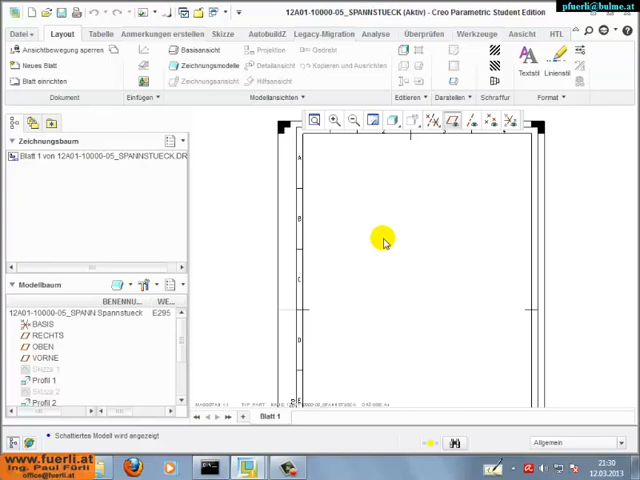 pfuerli@bulme.at
12A01-10000-05_SPANNSTUECK (Aktiv) - Creo Parametric Student Edition
Datei Layout Tabelle Anmerkungen erstellen Skizze AutobuildZ Legacy-Migration Analyse Überprüfen Werkzeuge Ansicht HTL
Ansichtbewegung sperren
Neues Blatt
Blatt einrichten
Basisansicht Projektion Gedreht
Zeichnungsmodelle Kopieren und Ausrichten
Zeichnungsansicht Hilfsansicht
Detailansicht
Textstil Linienstil
Dokument Einfügen Modellansichten Editieren Darstellen Schraffur Format
Zeichnungsbaum
Blatt 1 von 12A01-10000-05_SPANNSTUECK.DR
A
B
C
D
E
Modellbaum
BENENNU... WE...
12A01-10000-05_SPANN Spannstueck E295
BASIS
RECHTS
OBEN
VORNE
Skizze 1
Profil 1
Skizze 2
Profil 2
Blatt 1
Schattiertes Modell wird angezeigt
Allgemein
www.fuerli.at
Ing. Paul Fürli
office@fuerli.at
21:30
12.03.2013